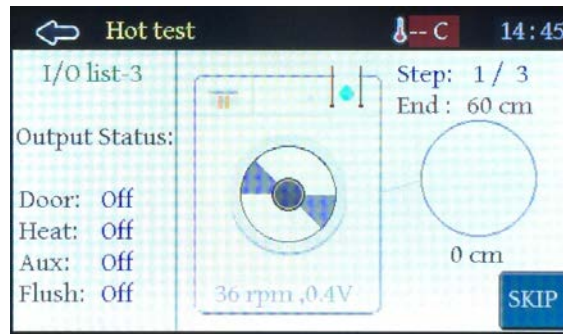 Hot test
-- C
14:45
I/O list-3
Output Status:
Door: Off
Heat: Off
Aux: Off
Flush: Off
36 rpm ,0.4V
Step: 1 / 3
End : 60 cm
0 cm
SKIP